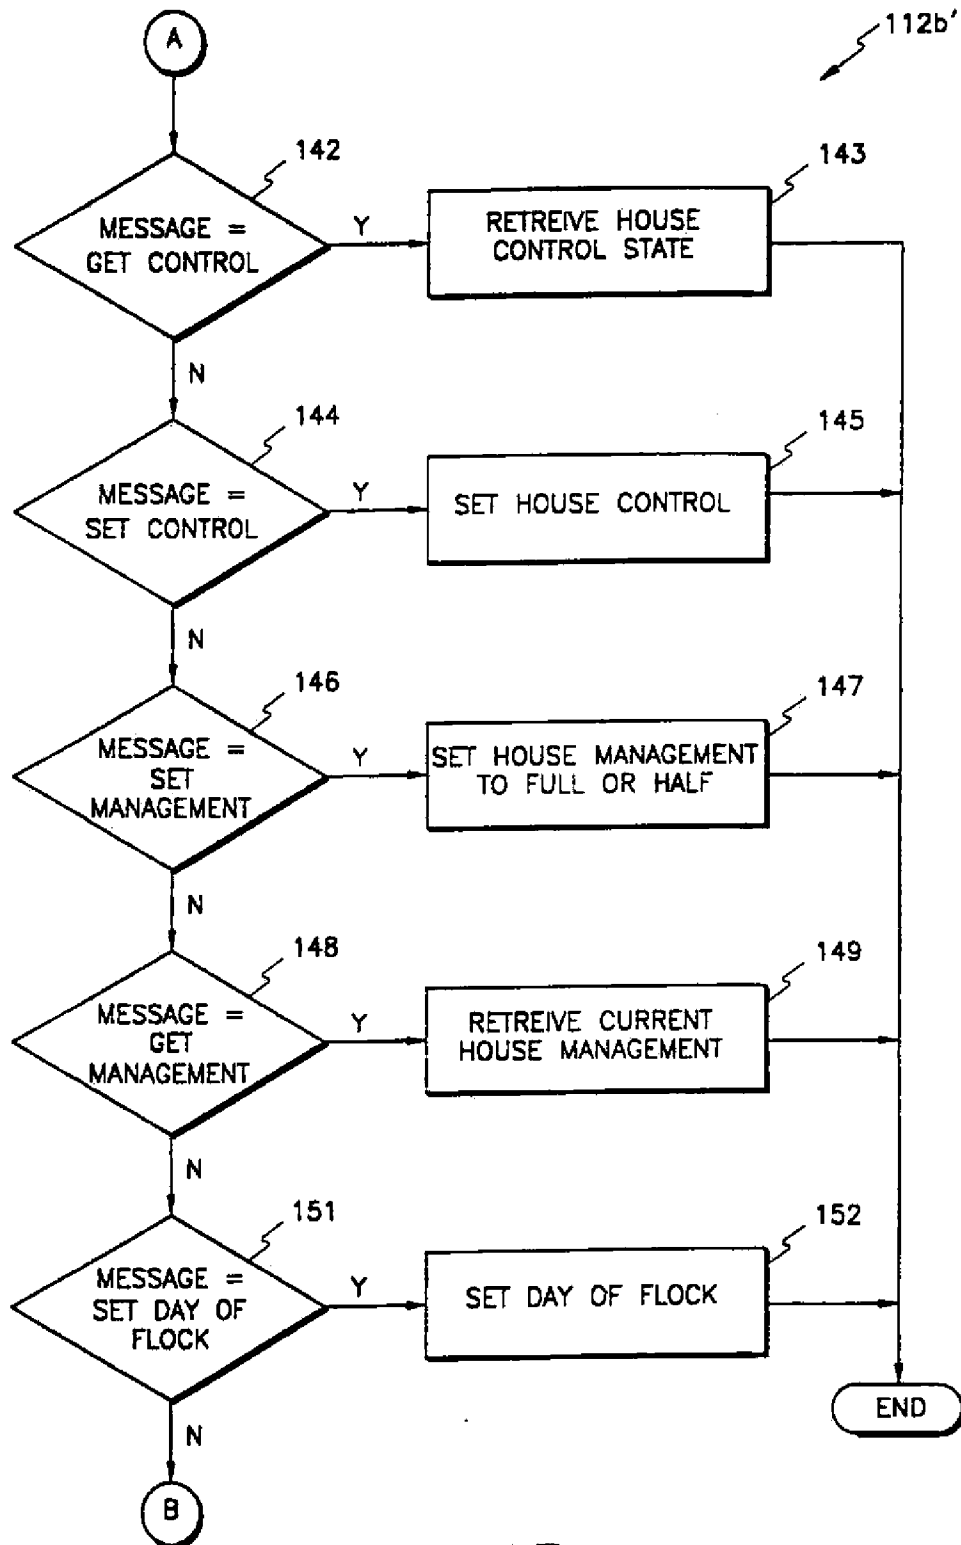 A
112b'
142
MESSAGE =
GET CONTROL
Y
143
RETREIVE HOUSE
CONTROL STATE
N
144
MESSAGE =
SET CONTROL
Y
145
SET HOUSE CONTROL
N
146
MESSAGE =
SET
MANAGEMENT
Y
147
SET HOUSE MANAGEMENT
TO FULL OR HALF
N
148
MESSAGE =
GET
MANAGEMENT
Y
149
RETREIVE CURRENT
HOUSE MANAGEMENT
N
151
MESSAGE =
SET DAY OF
FLOCK
Y
152
SET DAY OF FLOCK
END
N
B